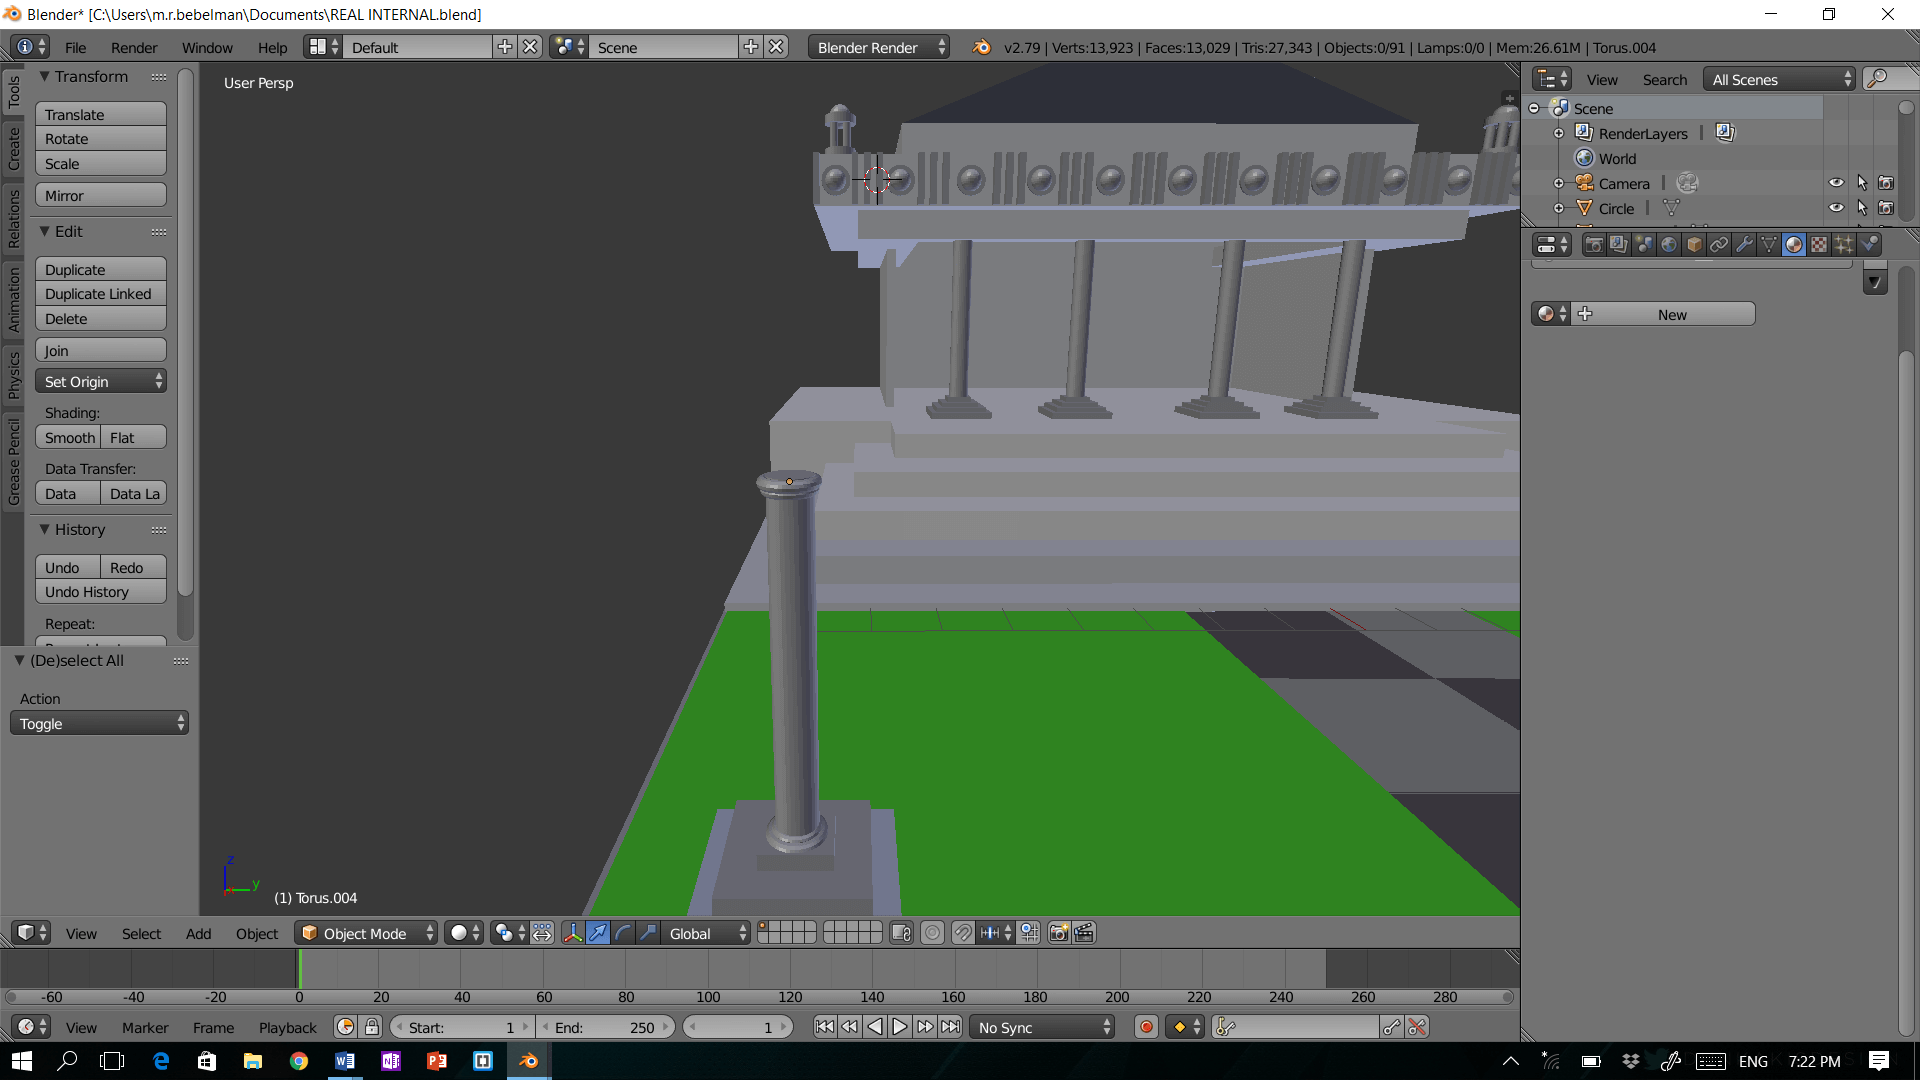 Blender* [C:\Users\m.r.bebelman\Documents\REAL INTERNAL.blend]
File Render Window Help Default Scene Blender Render v2.79 | Verts:13,923 | Faces:13,029 | Tris:27,343 | Objects:0/91 | Lamps:0/0 | Mem:26.61M | Torus.004
Tools
Create
Relations
Animation
Physics
Grease Pencil
Transform
Translate
Rotate
Scale
Mirror
Edit
Duplicate
Duplicate Linked
Delete
Join
Set Origin
Shading:
Smooth Flat
Data Transfer:
Data Data La
History
Undo Redo
Undo History
Repeat:
(De)select All
Action
Toggle
User Persp
z
y
(1) Torus.004
View Search All Scenes
Scene
RenderLayers
World
Camera
Circle
New
View Select Add Object Object Mode Global
-60 -40 -20 0 20 40 60 80 100 120 140 160 180 200 220 240 260 280
View Marker Frame Playback Start: 1 End: 250 1 No Sync
ENG 7:22 PM